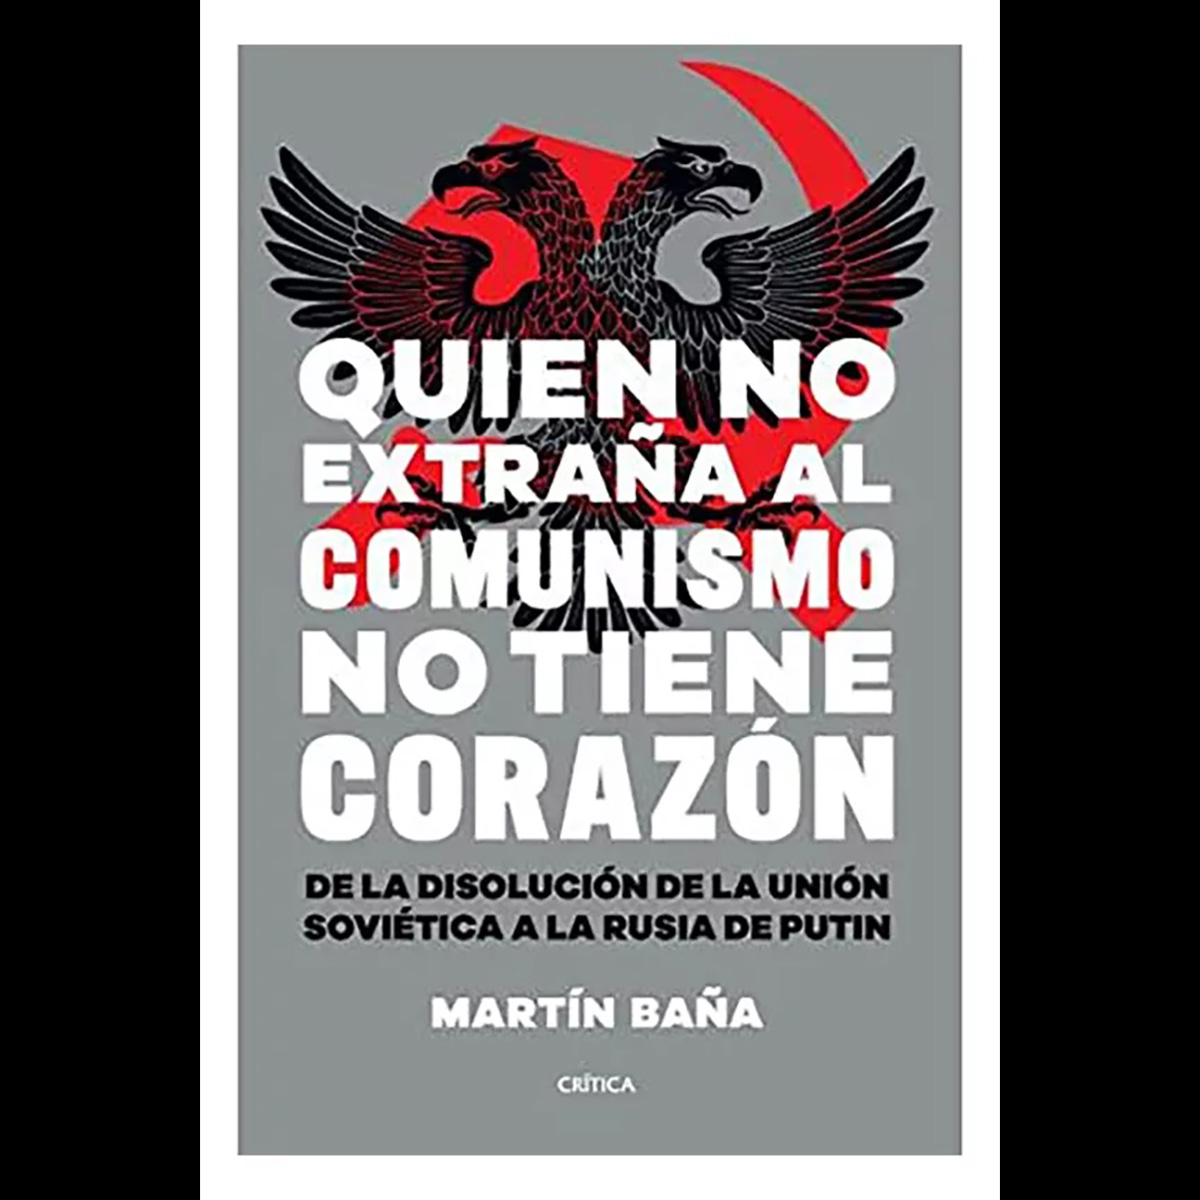 QUIEN NO
EXTRAÑA AL
COMUNISMO
NO TIENE
CORAZÓN
DE LA DISOLUCIÓN DE LA UNIÓN
SOVIÉTICA A LA RUSIA DE PUTIN
MARTÍN BAÑA
CRÍTICA